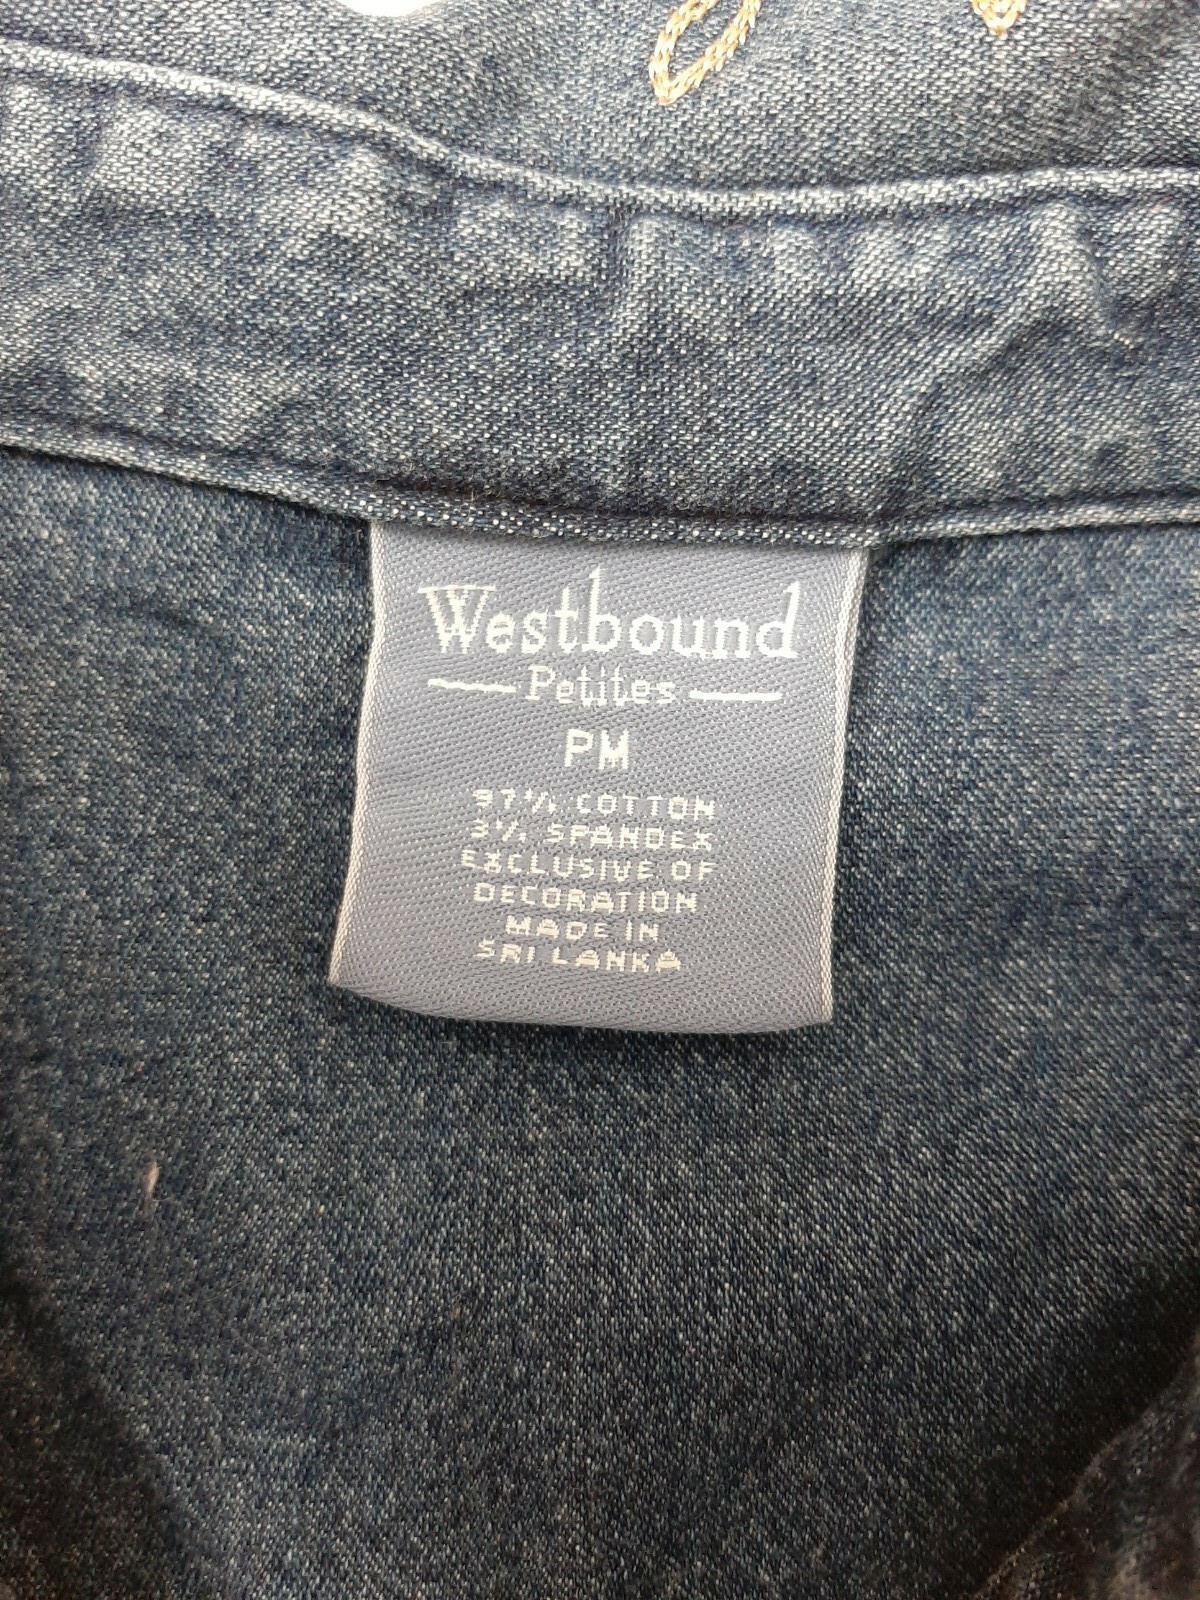 Westbound
Petites
PM
97% COTTON
3% SPANDEX
EXCLUSIVE OF
DECORATION
MADE IN
SRI LANKA